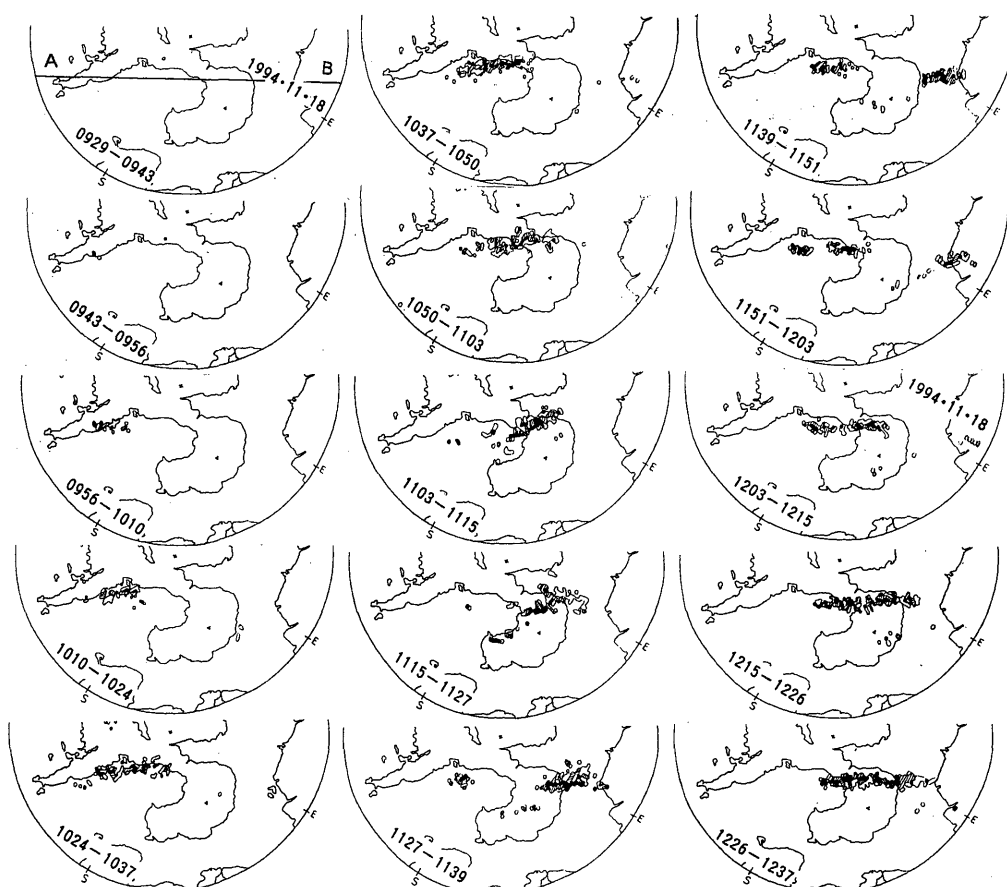 A
B
1994・11・18
E
0929－0943
S
0943－0956
E
S
0956－1010
E
S
1010－1024
E
S
1024－1037
E
S
1037－1050
E
S
1050－1103
E
S
1103－1115
E
S
1115－1127
E
S
1127－1139
E
S
1139－1151
E
S
1151－1203
E
S
1994・11・18
1203－1215
E
S
1215－1226
E
S
1226－1237
E
S